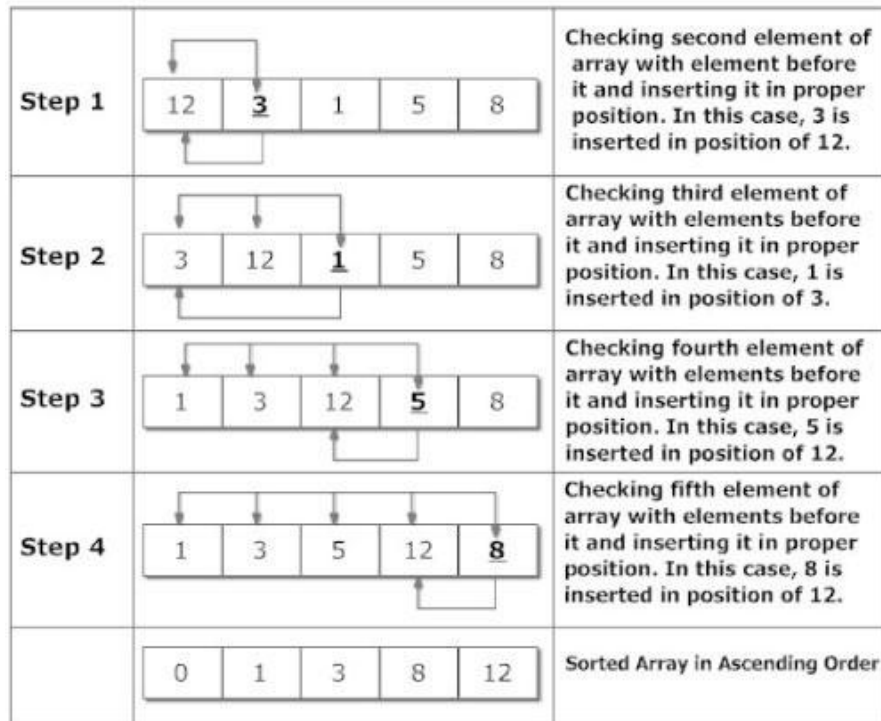 Step 1
12 3 1 5 8
Checking second element of
array with element before
it and inserting it in proper
position. In this case, 3 is
inserted in position of 12.
Step 2
3 12 1 5 8
Checking third element of
array with elements before
it and inserting it in proper
position. In this case, 1 is
inserted in position of 3.
Step 3
1 3 12 5 8
Checking fourth element of
array with elements before
it and inserting it in proper
position. In this case, 5 is
inserted in position of 12.
Step 4
1 3 5 12 8
Checking fifth element of
array with elements before
it and inserting it in proper
position. In this case, 8 is
inserted in position of 12.
0 1 3 8 12
Sorted Array in Ascending Order